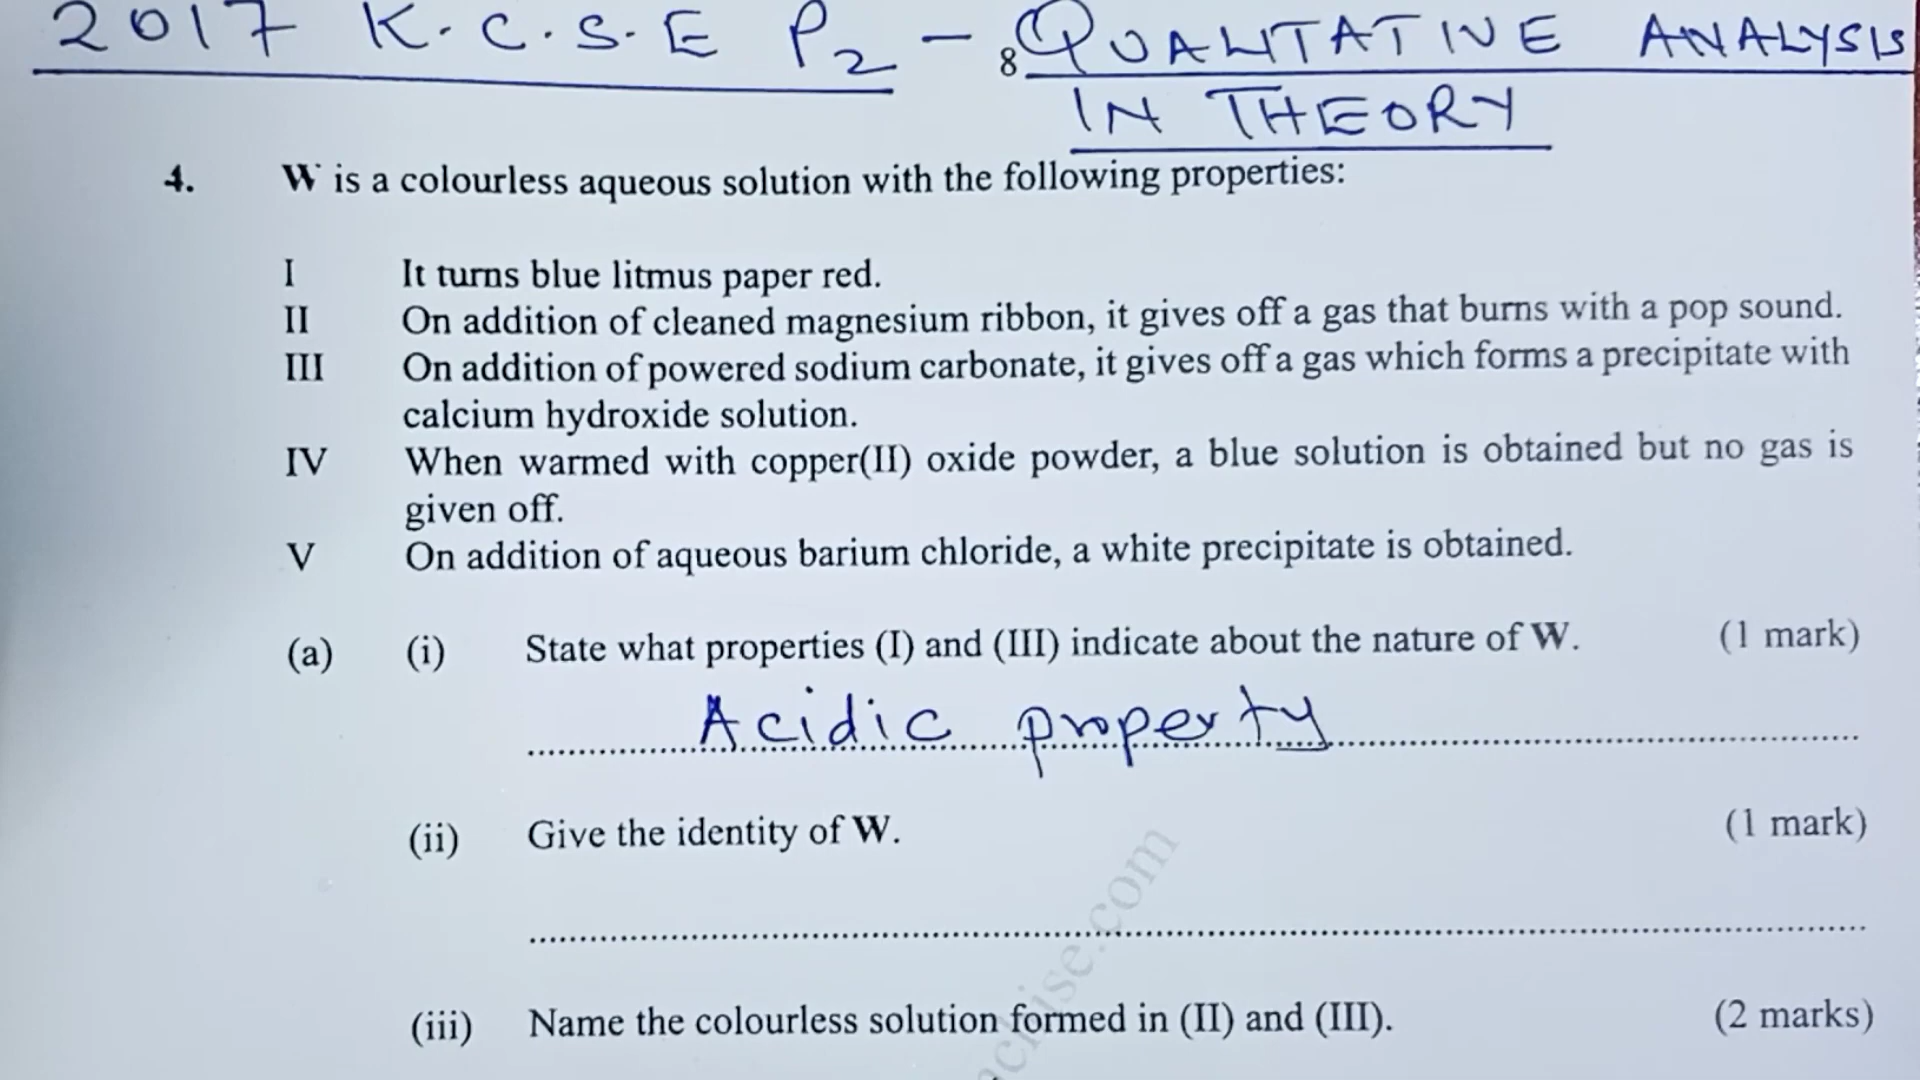 2017 K.C.S.E P2 - QUALITATIVE ANALYSIS
8
IN THEORY
4. W is a colourless aqueous solution with the following properties:
I It turns blue litmus paper red.
II On addition of cleaned magnesium ribbon, it gives off a gas that burns with a pop sound.
III On addition of powered sodium carbonate, it gives off a gas which forms a precipitate with
calcium hydroxide solution.
IV When warmed with copper(II) oxide powder, a blue solution is obtained but no gas is
given off.
V On addition of aqueous barium chloride, a white precipitate is obtained.
(a) (i) State what properties (I) and (III) indicate about the nature of W. (1 mark)
Acidic property
(ii) Give the identity of W. (1 mark)
(iii) Name the colourless solution formed in (II) and (III). (2 marks)